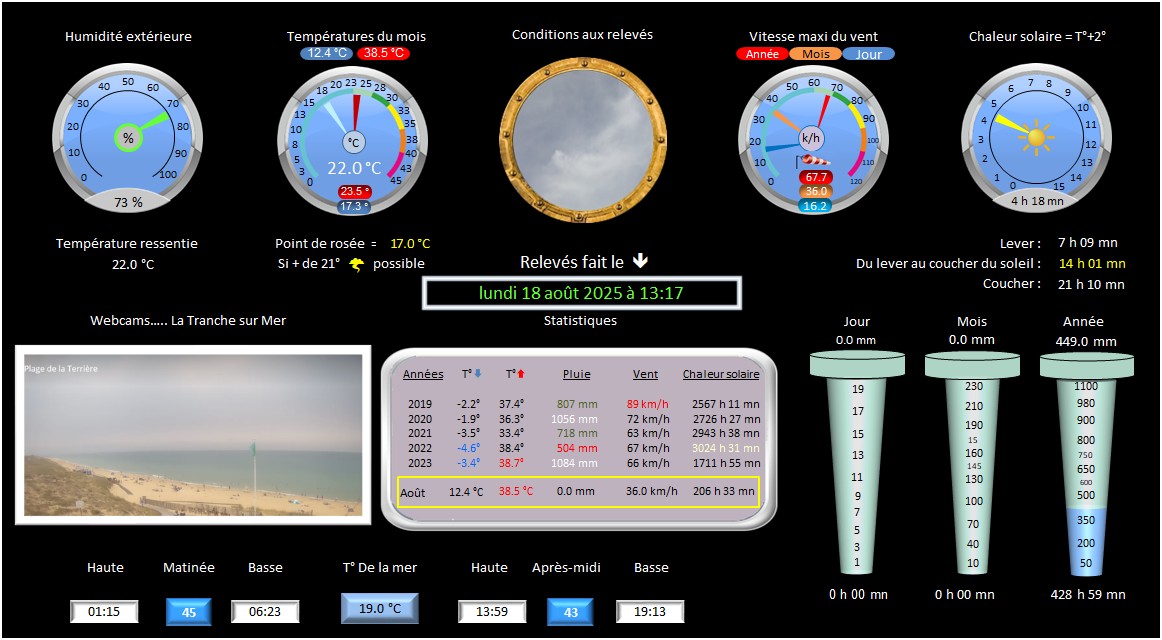 Humidité extérieure
Températures du mois
Conditions aux relevés
Vitesse maxi du vent
Chaleur solaire = T°+2°
12.4 °C 38.5 °C
Année Mois Jour
0 10 20 30 40 50 60 70 80 90 100
%
73 %
0 3 5 8 10 13 15 18 20 23 25 28 30 33 35 38 40 43 45
°C
22.0 °C
23.5 °
17.3 °
0 10 20 30 40 50 60 70 80 90 100 110 120
k/h
67.7
36.0
16.2
0 1 2 3 4 5 6 7 8 9 10 11 12 13 14 15
4 h 18 mn
Température ressentie
22.0 °C
Point de rosée = 17.0 °C
Si + de 21° possible
Relevés fait le
lundi 18 août 2025 à 13:17
Lever : 7 h 09 mn
Du lever au coucher du soleil : 14 h 01 mn
Coucher : 21 h 10 mn
Webcams..... La Tranche sur Mer
Plage de la Terrière
Statistiques
Années T° T° Pluie Vent Chaleur solaire
2019 -2.2° 37.4° 807 mm 89 km/h 2567 h 11 mn
2020 -1.9° 36.3° 1056 mm 72 km/h 2726 h 27 mn
2021 -3.5° 33.4° 718 mm 63 km/h 2943 h 38 mn
2022 -4.6° 38.4° 504 mm 67 km/h 3024 h 31 mn
2023 -3.4° 38.7° 1084 mm 66 km/h 1711 h 55 mn
Août 12.4 °C 38.5 °C 0.0 mm 36.0 km/h 206 h 33 mn
Jour
0.0 mm
19
17
15
13
11
9
7
5
3
1
0 h 00 mn
Mois
0.0 mm
230
210
190
15
160
145
130
100
70
40
10
0 h 00 mn
Année
449.0 mm
1100
980
900
800
750
650
600
500
350
200
50
428 h 59 mn
Haute Matinée Basse T° De la mer Haute Après-midi Basse
01:15 45 06:23 19.0 °C 13:59 43 19:13